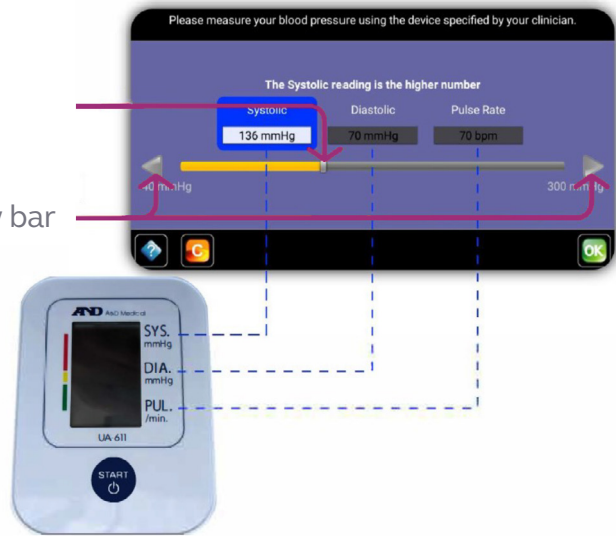 Please measure your blood pressure using the device specified by your clinician.
The Systolic reading is the higher number
Systolic Diastolic Pulse Rate
136 mmHg 70 mmHg 70 bpm
40 mmHg 300 mmHg
bar
? C OK
AND A&D Medical
SYS.
mmHg
DIA.
mmHg
PUL.
/min.
UA-611
START